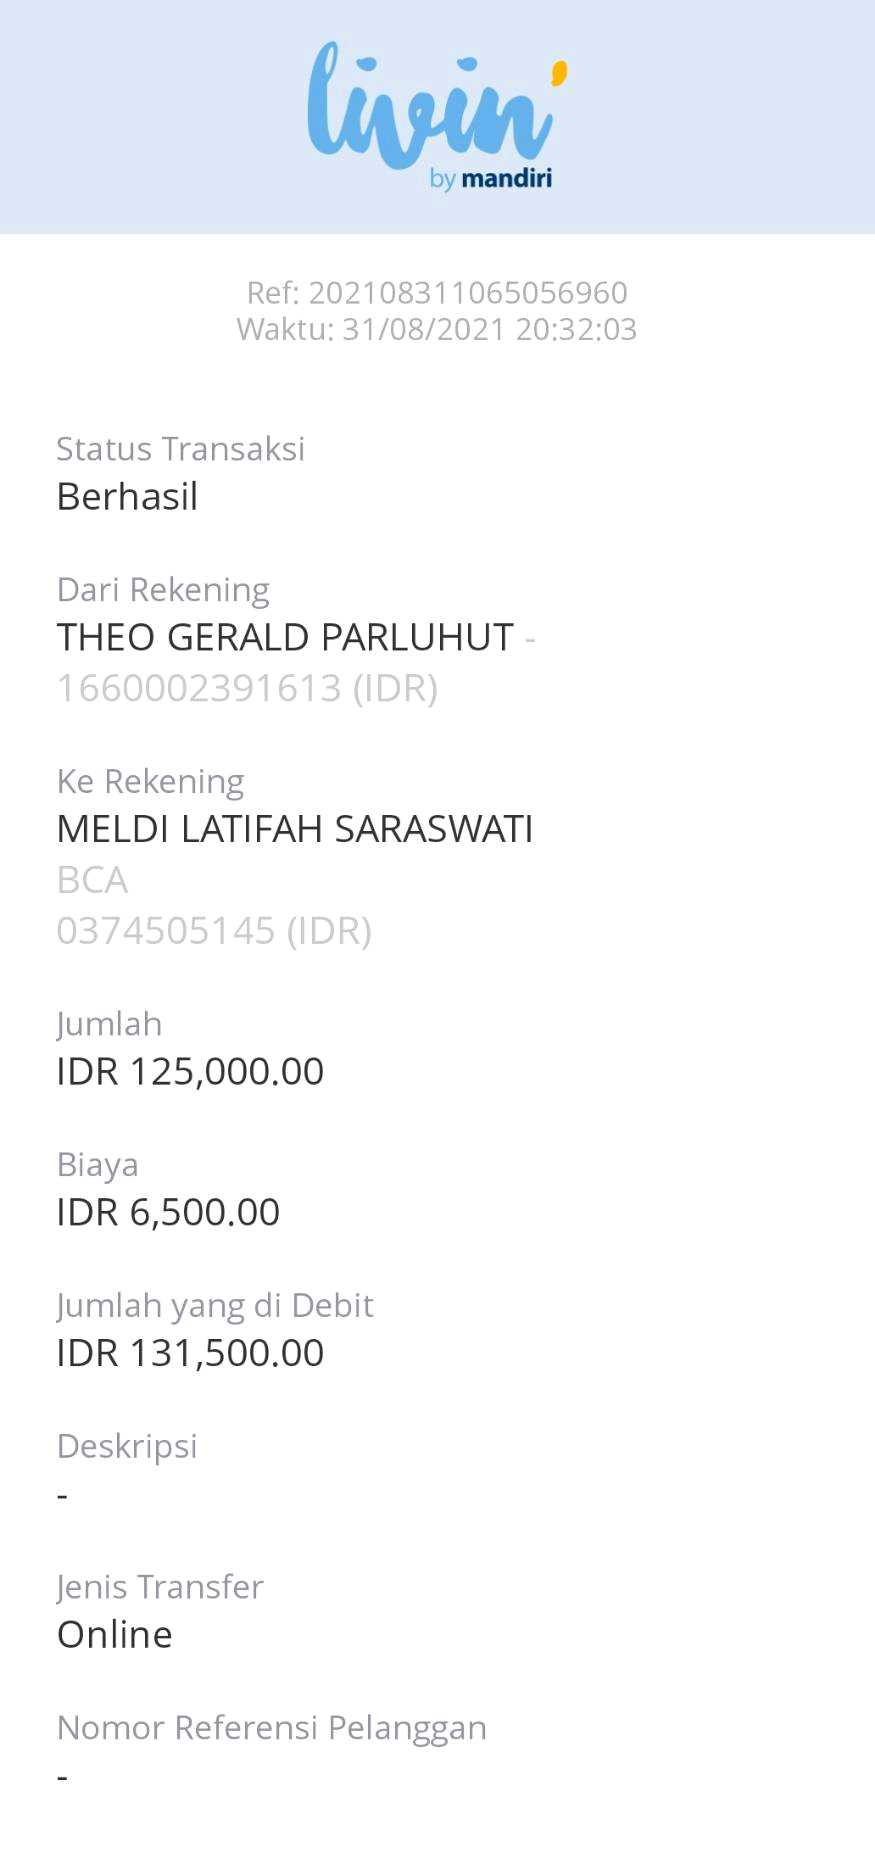 livin'
by mandiri
Ref: 202108311065056960
Waktu: 31/08/2021 20:32:03
Status Transaksi
Berhasil
Dari Rekening
THEO GERALD PARLUHUT -
1660002391613 (IDR)
Ke Rekening
MELDI LATIFAH SARASWATI
BCA
0374505145 (IDR)
Jumlah
IDR 125,000.00
Biaya
IDR 6,500.00
Jumlah yang di Debit
IDR 131,500.00
Deskripsi
-
Jenis Transfer
Online
Nomor Referensi Pelanggan
-